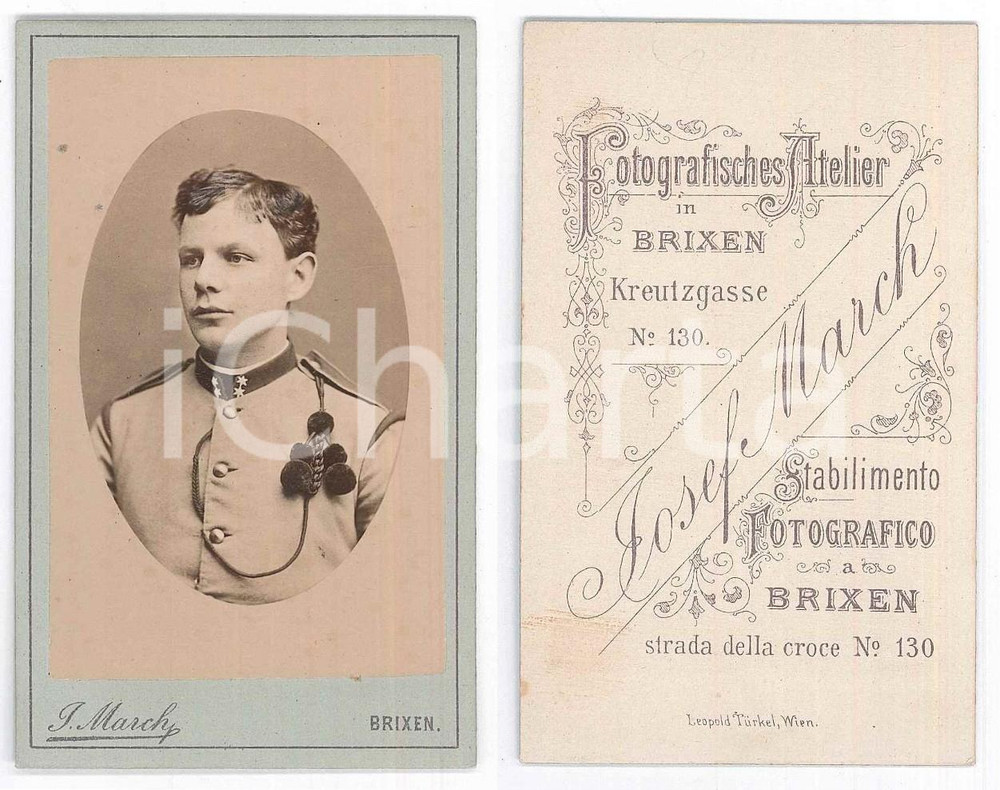 J. March
BRIXEN.
Fotografisches Atelier
in
BRIXEN
Kreutzgasse
No 130.
Josef March
Stabilimento
FOTOGRAFICO
a
BRIXEN
strada della croce No 130
Leopold Türkel, Wien.
iCharta